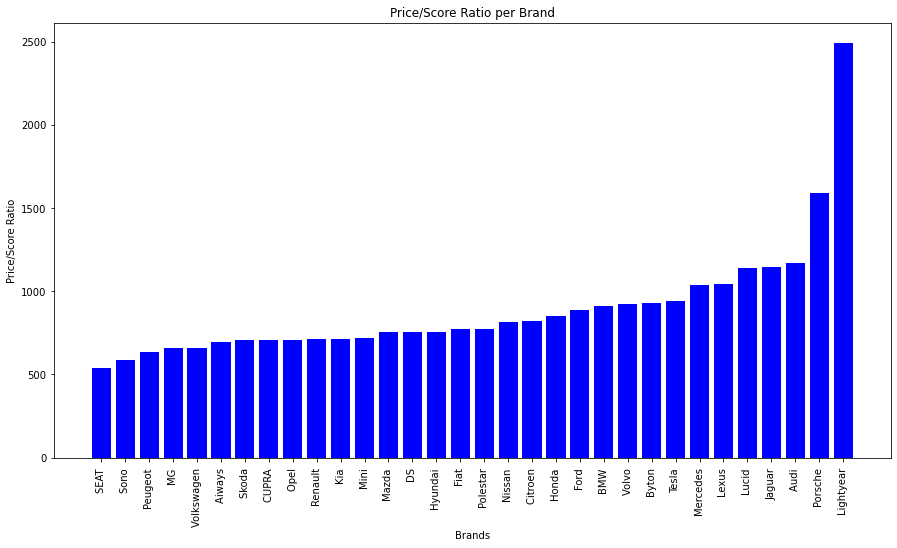 Price/Score Ratio per Brand
Price/Score Ratio
2500
2000
1500
1000
500
0
SEAT
Sono
Peugeot
MG
Volkswagen
Aiways
Skoda
CUPRA
Opel
Renault
Kia
Mini
Mazda
DS
Hyundai
Fiat
Polestar
Nissan
Citroen
Honda
Ford
BMW
Volvo
Byton
Tesla
Mercedes
Lexus
Lucid
Jaguar
Audi
Porsche
Lightyear
Brands